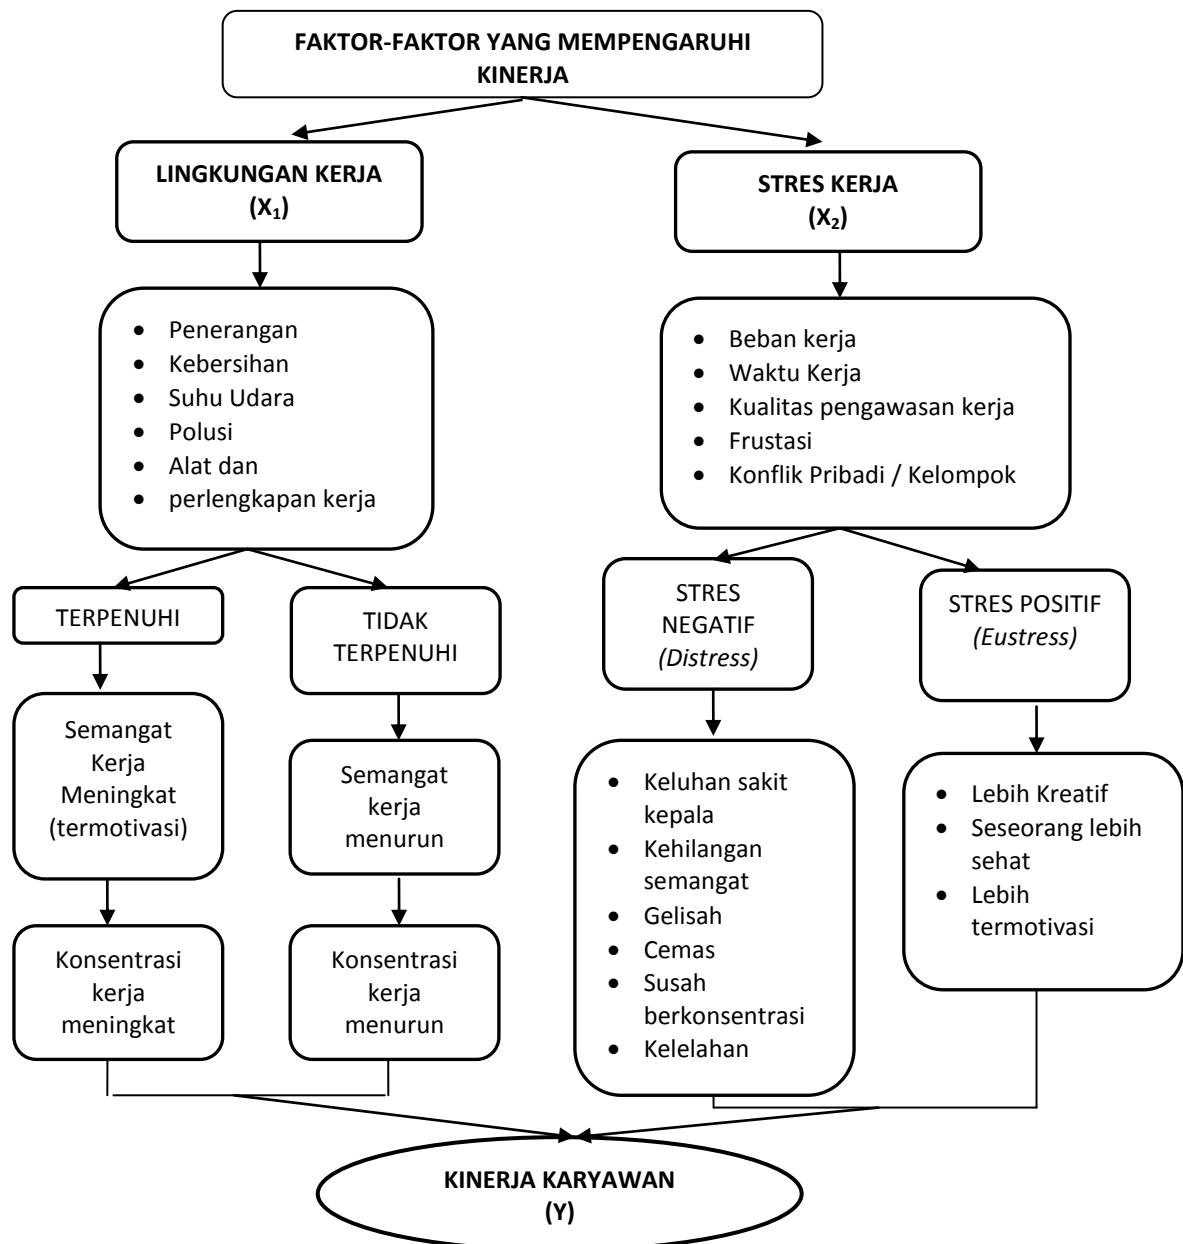 FAKTOR-FAKTOR YANG MEMPENGARUHI
KINERJA
LINGKUNGAN KERJA
(X₁)
STRES KERJA
(X₂)
• Penerangan
• Kebersihan
• Suhu Udara
• Polusi
• Alat dan
• perlengkapan kerja
• Beban kerja
• Waktu Kerja
• Kualitas pengawasan kerja
• Frustasi
• Konflik Pribadi / Kelompok
TERPENUHI
TIDAK
TERPENUHI
STRES
NEGATIF
(Distress)
STRES POSITIF
(Eustress)
Semangat
Kerja
Meningkat
(termotivasi)
Semangat
kerja
menurun
• Keluhan sakit
kepala
• Kehilangan
semangat
• Gelisah
• Cemas
• Susah
berkonsentrasi
• Kelelahan
• Lebih Kreatif
• Seseorang lebih
sehat
• Lebih
termotivasi
Konsentrasi
kerja
meningkat
Konsentrasi
kerja
menurun
KINERJA KARYAWAN
(Y)